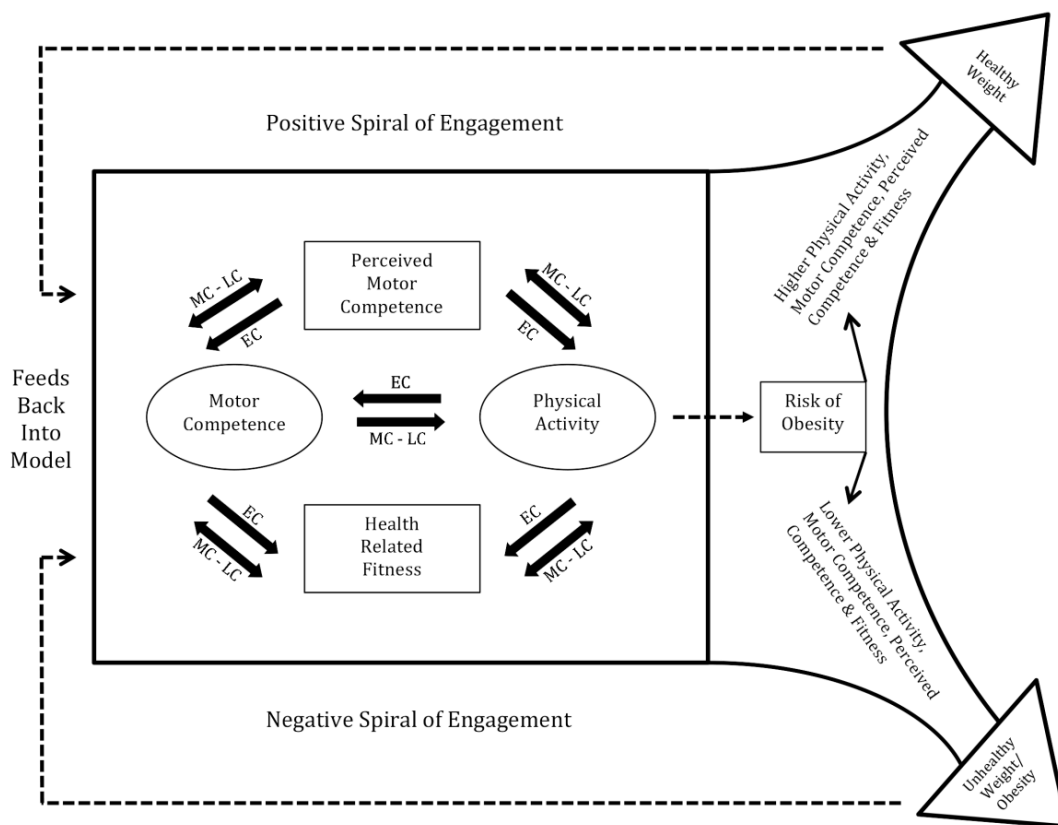 Healthy
Weight
Positive Spiral of Engagement
Higher Physical Activity,
Motor Competence, Perceived
Competence & Fitness
Perceived
Motor
Competence
MC - LC
EC
MC - LC
EC
Feeds
Back
Into
Model
Motor
Competence
EC
MC - LC
Physical
Activity
Risk of
Obesity
EC
MC - LC
Health
Related
Fitness
EC
MC - LC
Lower Physical Activity,
Motor Competence, Perceived
Competence & Fitness
Negative Spiral of Engagement
Unhealthy
Weight/
Obesity